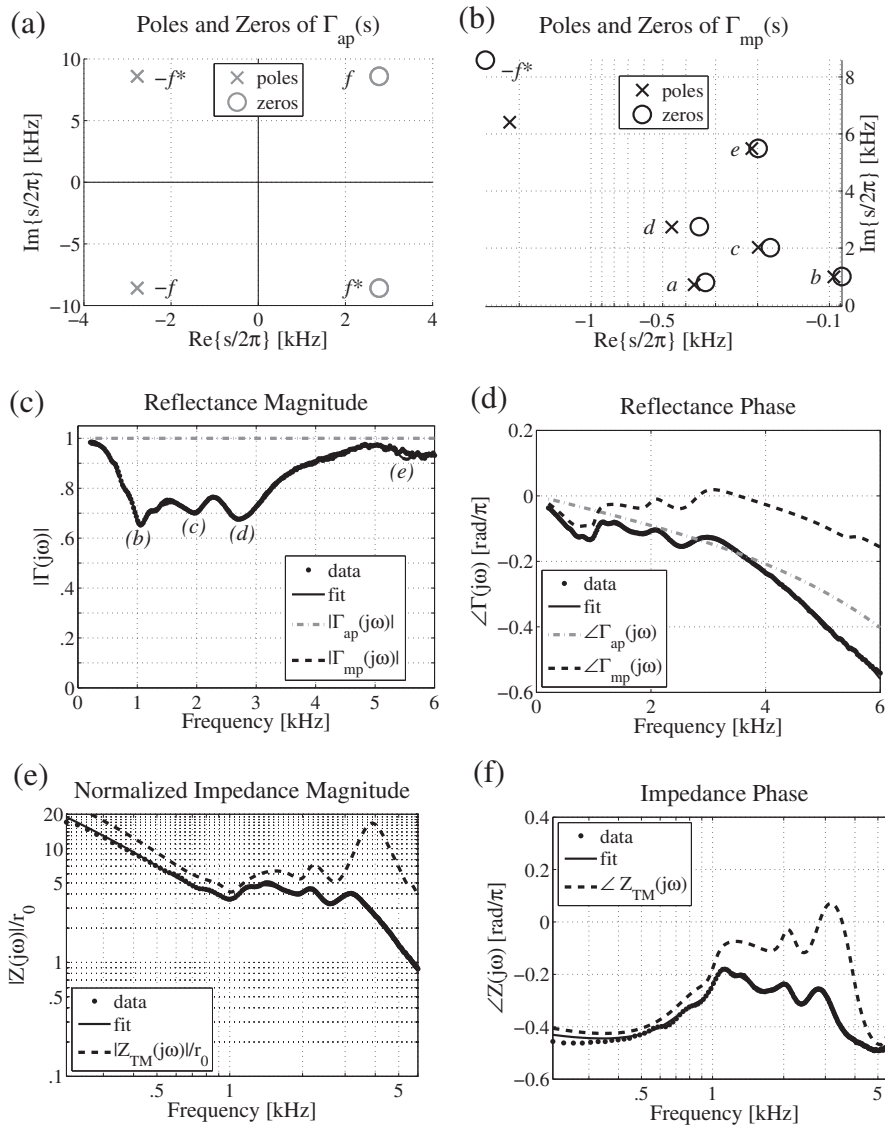 (a)
Poles and Zeros of Γap(s)
10
5
0
−5
−10
−4
−2
0
2
4
Im{s/2π} [kHz]
Re{s/2π} [kHz]
−f*
f
−f
f*
poles
zeros
(b)
Poles and Zeros of Γmp(s)
−f*
poles
zeros
e
d
c
a
b
8
6
4
2
0
−1
−0.5
−0.1
Re{s/2π} [kHz]
Im{s/2π} [kHz]
(c)
Reflectance Magnitude
1
.8
.6
.4
.2
0
0
1
2
3
4
5
6
|Γ(jω)|
Frequency [kHz]
(b)
(c)
(d)
(e)
data
fit
|Γap(jω)|
|Γmp(jω)|
(d)
Reflectance Phase
0.2
0
−0.2
−0.4
−0.6
0
2
4
6
∠Γ(jω) [rad/π]
Frequency [kHz]
data
fit
∠Γap(jω)
∠Γmp(jω)
(e)
Normalized Impedance Magnitude
20
10
5
1
.5
.1
.5
1
5
|Z(jω)|/r0
Frequency [kHz]
data
fit
|ZTM(jω)|/r0
(f)
Impedance Phase
0.4
0.2
0
−0.2
−0.4
−0.6
.5
1
5
∠Z(jω) [rad/π]
Frequency [kHz]
data
fit
∠ ZTM(jω)